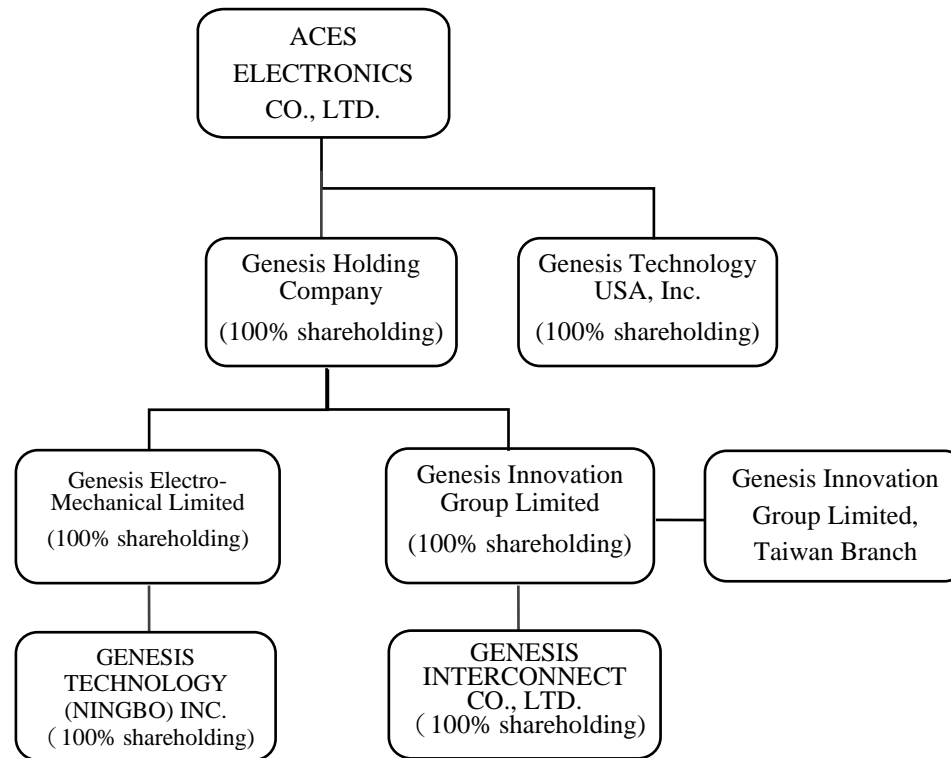 ACES
ELECTRONICS
CO., LTD.
Genesis Holding
Company
(100% shareholding)
Genesis Technology
USA, Inc.
(100% shareholding)
Genesis Electro-
Mechanical Limited
(100% shareholding)
Genesis Innovation
Group Limited
(100% shareholding)
Genesis Innovation
Group Limited,
Taiwan Branch
GENESIS
TECHNOLOGY
(NINGBO) INC.
（100% shareholding)
GENESIS
INTERCONNECT
CO., LTD.
（100% shareholding)